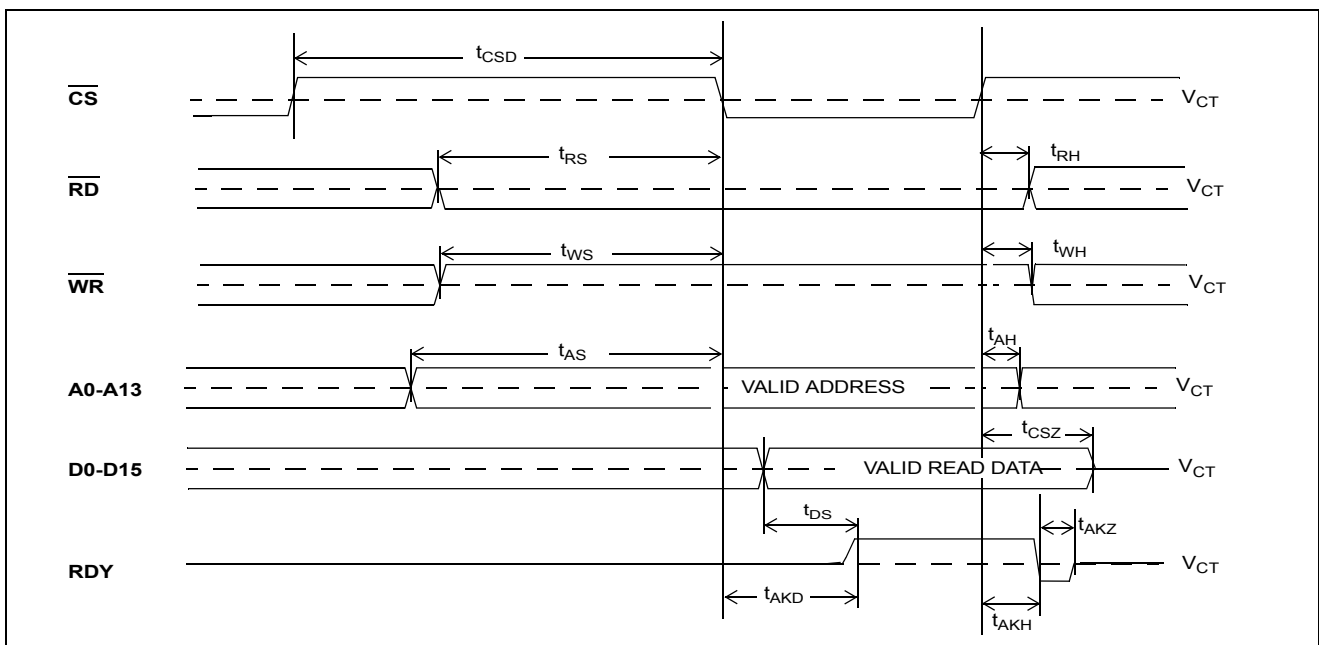 tCSD
CS VCT
tRS tRH
RD VCT
tWS tWH
WR VCT
tAS tAH
A0-A13 VALID ADDRESS VCT
tCSZ
D0-D15 VALID READ DATA VCT
tDS tAKZ
RDY VCT
tAKD tAKH